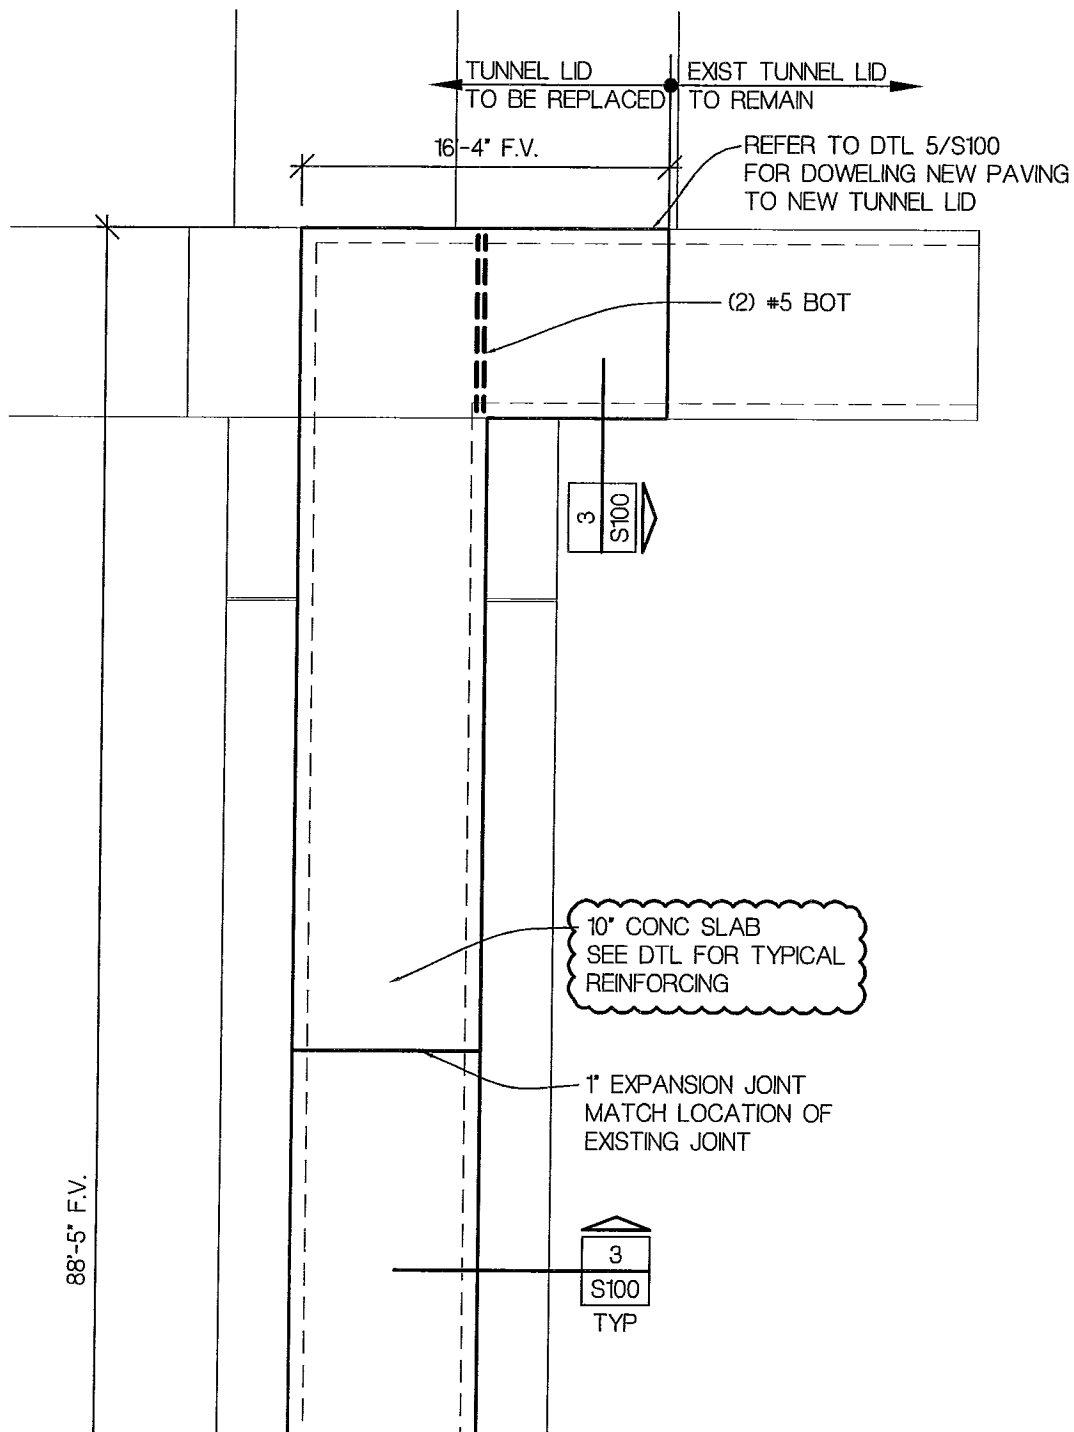 TUNNEL LID
TO BE REPLACED
EXIST TUNNEL LID
TO REMAIN
16'-4" F.V.
REFER TO DTL 5/S100
FOR DOWELING NEW PAVING
TO NEW TUNNEL LID
(2) #5 BOT
3
S100
10" CONC SLAB
SEE DTL FOR TYPICAL
REINFORCING
1" EXPANSION JOINT
MATCH LOCATION OF
EXISTING JOINT
88'-5" F.V.
3
S100
TYP